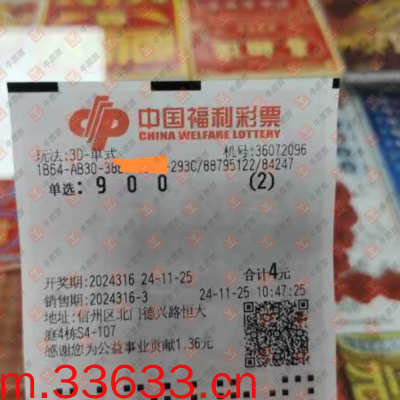 中国福利彩票
CHINA WELFARE LOTTERY
玩法:3D-单式
机号:36072096
1B64-AB30-3B
-293C/88795122/84247
单选: 9 0 0 (2)
开奖期:2024316 24-11-25
合计4元
销售期:2024316-3 24-11-25 10:47:25
地址:信州区北门德兴路恒大
庭4栋S4-107
感谢您为公益事业贡献1.36元
m.33633.cn